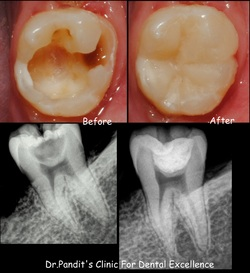 Before
After
Dr.Pandit's Clinic For Dental Excellence